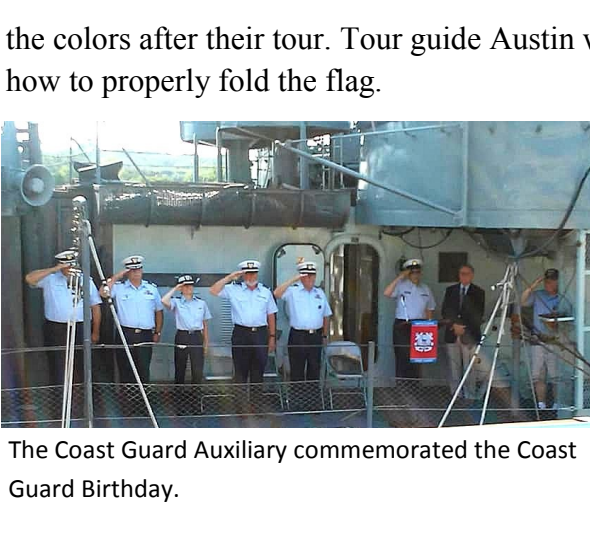 the colors after their tour. Tour guide Austin
how to properly fold the flag.
The Coast Guard Auxiliary commemorated the Coast
Guard Birthday.